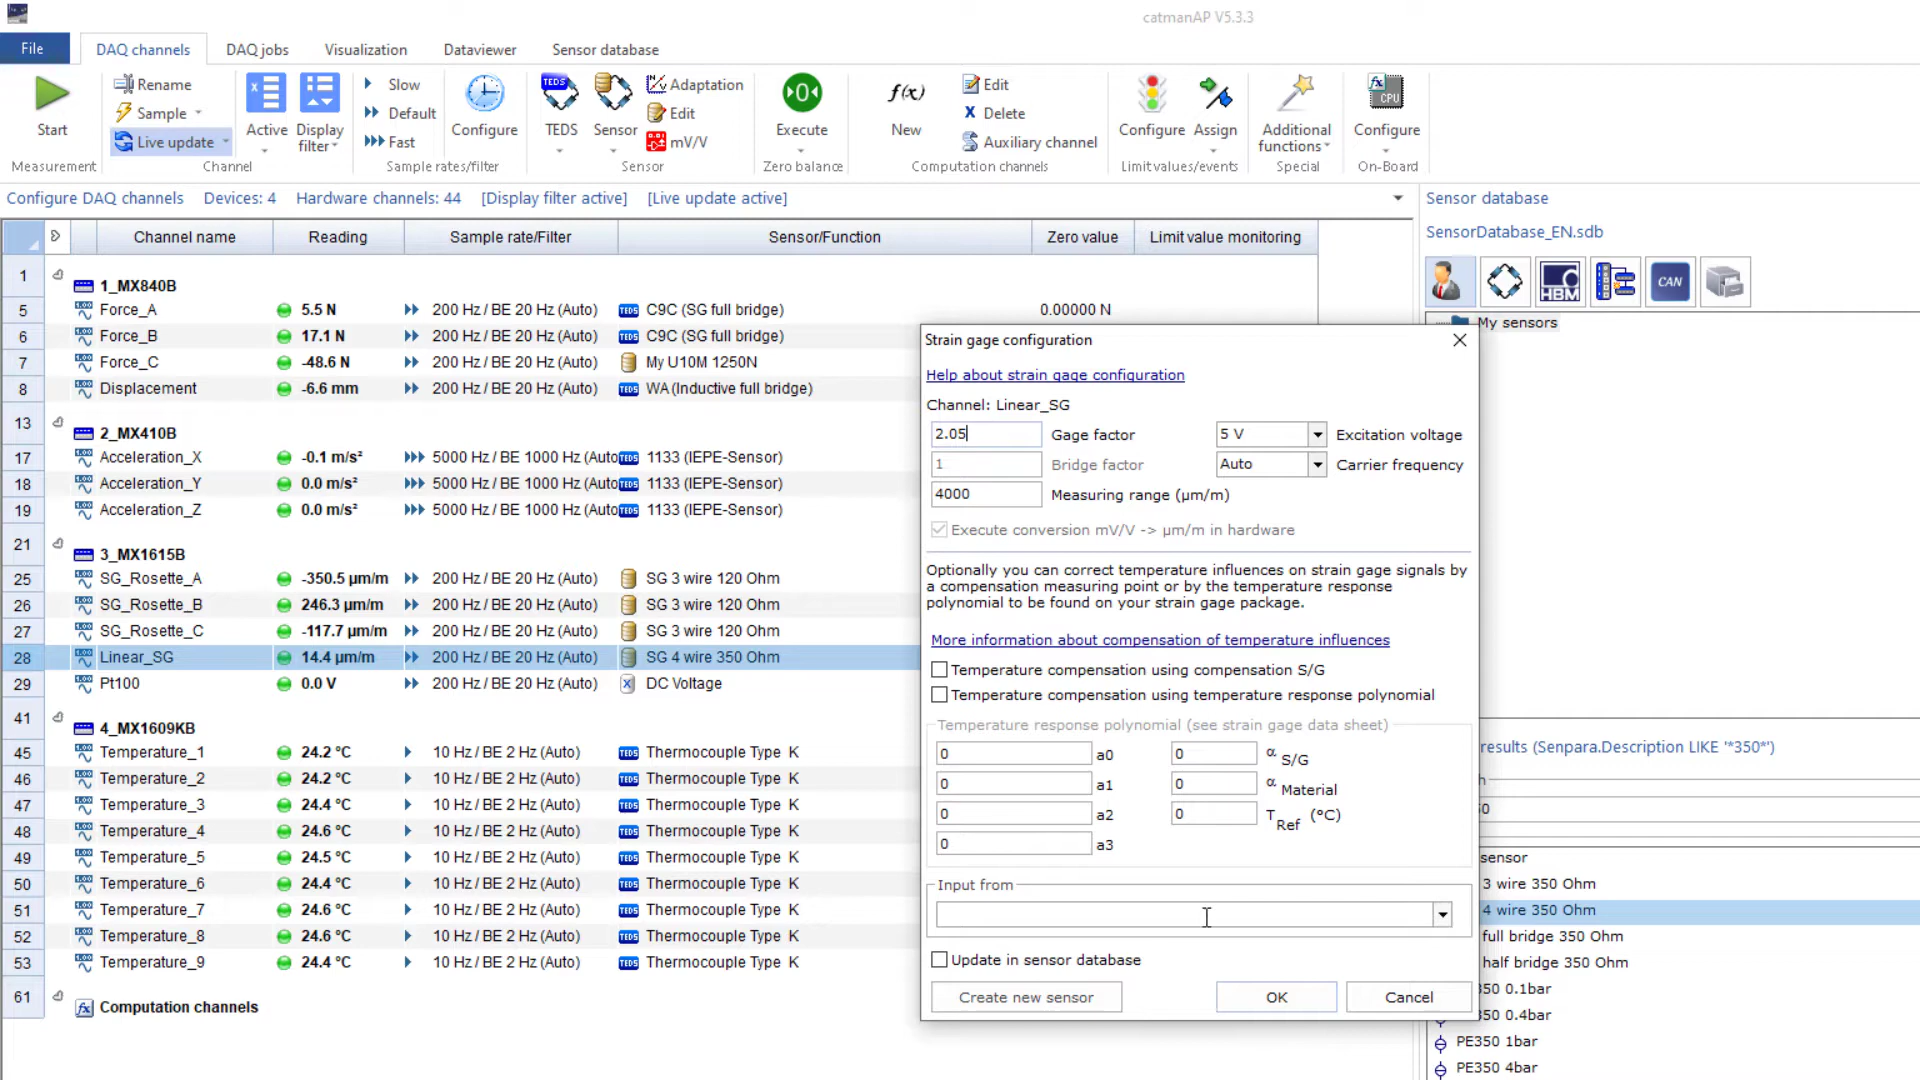 catmanAP V5.3.3
File
DAQ channels
DAQ jobs
Visualization
Dataviewer
Sensor database
Start
Measurement
Rename
Sample
Live update
Active
Display
filter
Channel
Slow
Default
Fast
Configure
Sample rates/filter
TEDS
TEDS
Sensor
Adaptation
Edit
mV/V
Sensor
>0<
Execute
Zero balance
f(x)
New
Edit
Delete
Auxiliary channel
Computation channels
Configure
Assign
Limit values/events
Additional
functions
Special
fx
CPU
Configure
On-Board
Configure DAQ channels Devices: 4 Hardware channels: 44 [Display filter active] [Live update active]
Channel name Reading Sample rate/Filter Sensor/Function Zero value Limit value monitoring
1 1_MX840B
5 Force_A 5.5 N 200 Hz / BE 20 Hz (Auto) TEDS C9C (SG full bridge) 0.00000 N
6 Force_B 17.1 N 200 Hz / BE 20 Hz (Auto) TEDS C9C (SG full bridge)
7 Force_C -48.6 N 200 Hz / BE 20 Hz (Auto) My U10M 1250N
8 Displacement -6.6 mm 200 Hz / BE 20 Hz (Auto) TEDS WA (Inductive full bridge)
13 2_MX410B
17 Acceleration_X -0.1 m/s² 5000 Hz / BE 1000 Hz (Auto TEDS 1133 (IEPE-Sensor)
18 Acceleration_Y 0.0 m/s² 5000 Hz / BE 1000 Hz (Auto TEDS 1133 (IEPE-Sensor)
19 Acceleration_Z 0.0 m/s² 5000 Hz / BE 1000 Hz (Auto TEDS 1133 (IEPE-Sensor)
21 3_MX1615B
25 SG_Rosette_A -350.5 µm/m 200 Hz / BE 20 Hz (Auto) SG 3 wire 120 Ohm
26 SG_Rosette_B 246.3 µm/m 200 Hz / BE 20 Hz (Auto) SG 3 wire 120 Ohm
27 SG_Rosette_C -117.7 µm/m 200 Hz / BE 20 Hz (Auto) SG 3 wire 120 Ohm
28 Linear_SG 14.4 µm/m 200 Hz / BE 20 Hz (Auto) SG 4 wire 350 Ohm
29 Pt100 0.0 V 200 Hz / BE 20 Hz (Auto) DC Voltage
41 4_MX1609KB
45 Temperature_1 24.2 °C 10 Hz / BE 2 Hz (Auto) TEDS Thermocouple Type K
46 Temperature_2 24.2 °C 10 Hz / BE 2 Hz (Auto) TEDS Thermocouple Type K
47 Temperature_3 24.4 °C 10 Hz / BE 2 Hz (Auto) TEDS Thermocouple Type K
48 Temperature_4 24.6 °C 10 Hz / BE 2 Hz (Auto) TEDS Thermocouple Type K
49 Temperature_5 24.5 °C 10 Hz / BE 2 Hz (Auto) TEDS Thermocouple Type K
50 Temperature_6 24.4 °C 10 Hz / BE 2 Hz (Auto) TEDS Thermocouple Type K
51 Temperature_7 24.6 °C 10 Hz / BE 2 Hz (Auto) TEDS Thermocouple Type K
52 Temperature_8 24.6 °C 10 Hz / BE 2 Hz (Auto) TEDS Thermocouple Type K
53 Temperature_9 24.4 °C 10 Hz / BE 2 Hz (Auto) TEDS Thermocouple Type K
61 fx Computation channels
Strain gage configuration
Help about strain gage configuration
Channel: Linear_SG
2.05 Gage factor 5 V Excitation voltage
1 Bridge factor Auto Carrier frequency
4000 Measuring range (µm/m)
Execute conversion mV/V -> µm/m in hardware
Optionally you can correct temperature influences on strain gage signals by
a compensation measuring point or by the temperature response
polynomial to be found on your strain gage package.
More information about compensation of temperature influences
Temperature compensation using compensation S/G
Temperature compensation using temperature response polynomial
Temperature response polynomial (see strain gage data sheet)
0 a0 0 α S/G
0 a1 0 α Material
0 a2 0 T Ref (°C)
0 a3
Input from
Update in sensor database
Create new sensor OK Cancel
Sensor database
SensorDatabase_EN.sdb
HBM
CAN
My sensors
results (Senpara.Description LIKE '*350*')
h
50
sensor
3 wire 350 Ohm
4 wire 350 Ohm
full bridge 350 Ohm
half bridge 350 Ohm
50 0.1bar
50 0.4bar
PE350 1bar
PE350 4bar